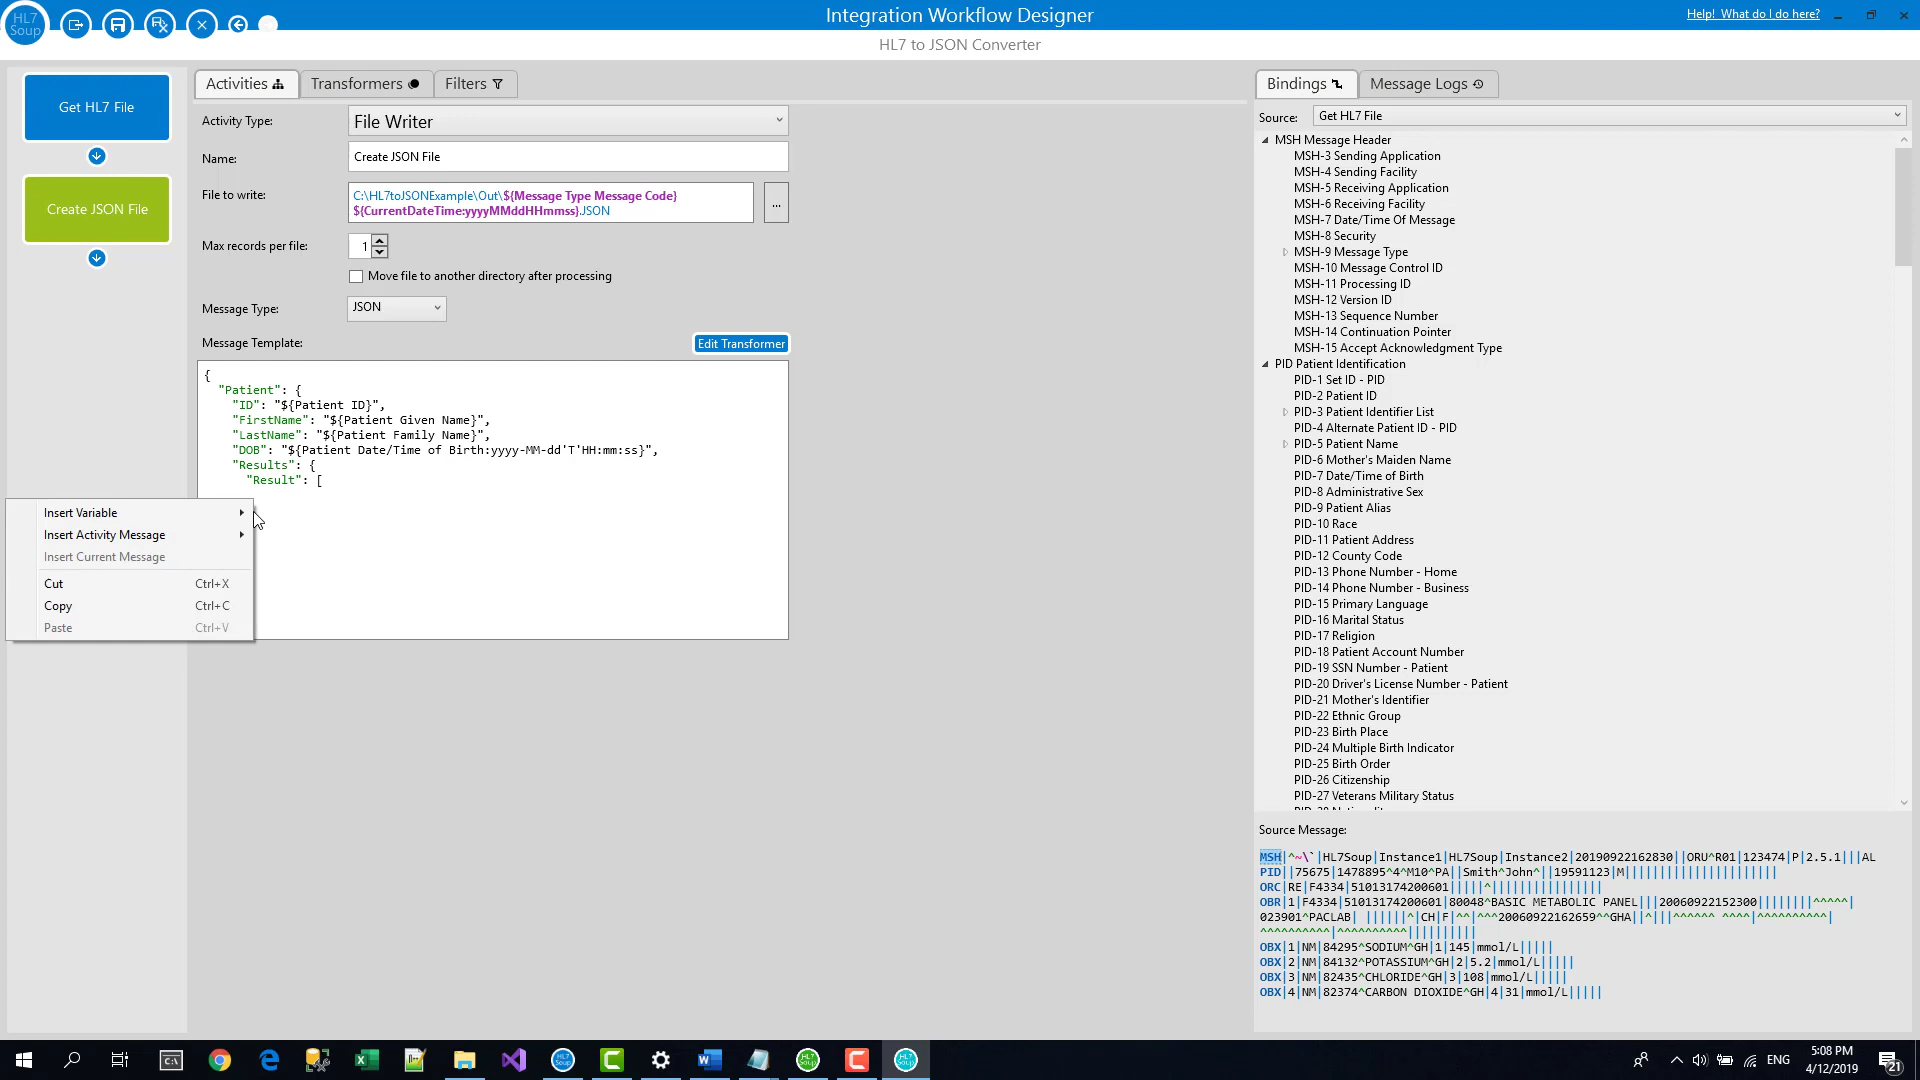 HL7 Soup
Integration Workflow Designer
Help! What do I do here?
HL7 to JSON Converter
Get HL7 File
Create JSON File
Activities
Transformers
Filters
Activity Type:
File Writer
Name:
Create JSON File
File to write:
C:\HL7toJSONExample\Out\${Message Type Message Code}
${CurrentDateTime:yyyyMMddHHmmss}.JSON
...
Max records per file:
1
Move file to another directory after processing
Message Type:
JSON
Message Template:
Edit Transformer
{
"Patient": {
"ID": "${Patient ID}",
"FirstName": "${Patient Given Name}",
"LastName": "${Patient Family Name}",
"DOB": "${Patient Date/Time of Birth:yyyy-MM-dd'T'HH:mm:ss}",
"Results": {
"Result": [
Insert Variable
Insert Activity Message
Insert Current Message
Cut Ctrl+X
Copy Ctrl+C
Paste Ctrl+V
Bindings
Message Logs
Source:
Get HL7 File
MSH Message Header
MSH-3 Sending Application
MSH-4 Sending Facility
MSH-5 Receiving Application
MSH-6 Receiving Facility
MSH-7 Date/Time Of Message
MSH-8 Security
MSH-9 Message Type
MSH-10 Message Control ID
MSH-11 Processing ID
MSH-12 Version ID
MSH-13 Sequence Number
MSH-14 Continuation Pointer
MSH-15 Accept Acknowledgment Type
PID Patient Identification
PID-1 Set ID - PID
PID-2 Patient ID
PID-3 Patient Identifier List
PID-4 Alternate Patient ID - PID
PID-5 Patient Name
PID-6 Mother's Maiden Name
PID-7 Date/Time of Birth
PID-8 Administrative Sex
PID-9 Patient Alias
PID-10 Race
PID-11 Patient Address
PID-12 County Code
PID-13 Phone Number - Home
PID-14 Phone Number - Business
PID-15 Primary Language
PID-16 Marital Status
PID-17 Religion
PID-18 Patient Account Number
PID-19 SSN Number - Patient
PID-20 Driver's License Number - Patient
PID-21 Mother's Identifier
PID-22 Ethnic Group
PID-23 Birth Place
PID-24 Multiple Birth Indicator
PID-25 Birth Order
PID-26 Citizenship
PID-27 Veterans Military Status
Source Message:
MSH|^~\`|HL7Soup|Instance1|HL7Soup|Instance2|20190922162830||ORU^R01|123474|P|2.5.1|||AL
PID||75675|1478895^4^M10^PA||Smith^John^||19591123|M||||||||||||||||||||||
ORC|RE|F4334|51013174200601|||||^||||||||||||||||
OBR|1|F4334|51013174200601|80048^BASIC METABOLIC PANEL|||20060922152300||||||||^^^^^|
023901^PACLAB| ||||||^|CH|F|^^|^^^20060922162659^^GHA||^|||^^^^^^ ^^^^|^^^^^^^^^^|
^^^^^^^^^^|^^^^^^^^^^||||||||||
OBX|1|NM|84295^SODIUM^GH|1|145|mmol/L|||||
OBX|2|NM|84132^POTASSIUM^GH|2|5.2|mmol/L|||||
OBX|3|NM|82435^CHLORIDE^GH|3|108|mmol/L|||||
OBX|4|NM|82374^CARBON DIOXIDE^GH|4|31|mmol/L|||||
ENG
5:08 PM
4/12/2019
21